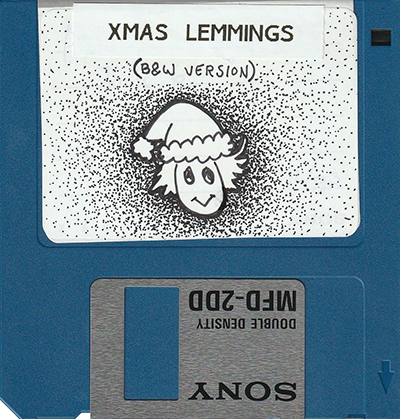 XMAS LEMMINGS
(B&W VERSION)
MFD-2DD
DOUBLE DENSITY
SONY